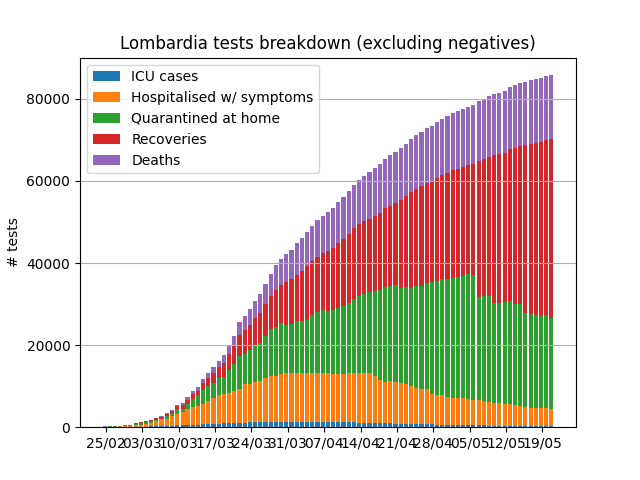 Lombardia tests breakdown (excluding negatives)
ICU cases
Hospitalised w/ symptoms
Quarantined at home
Recoveries
Deaths
# tests
80000
60000
40000
20000
0
25/02 03/03 10/03 17/03 24/03 31/03 07/04 14/04 21/04 28/04 05/05 12/05 19/05